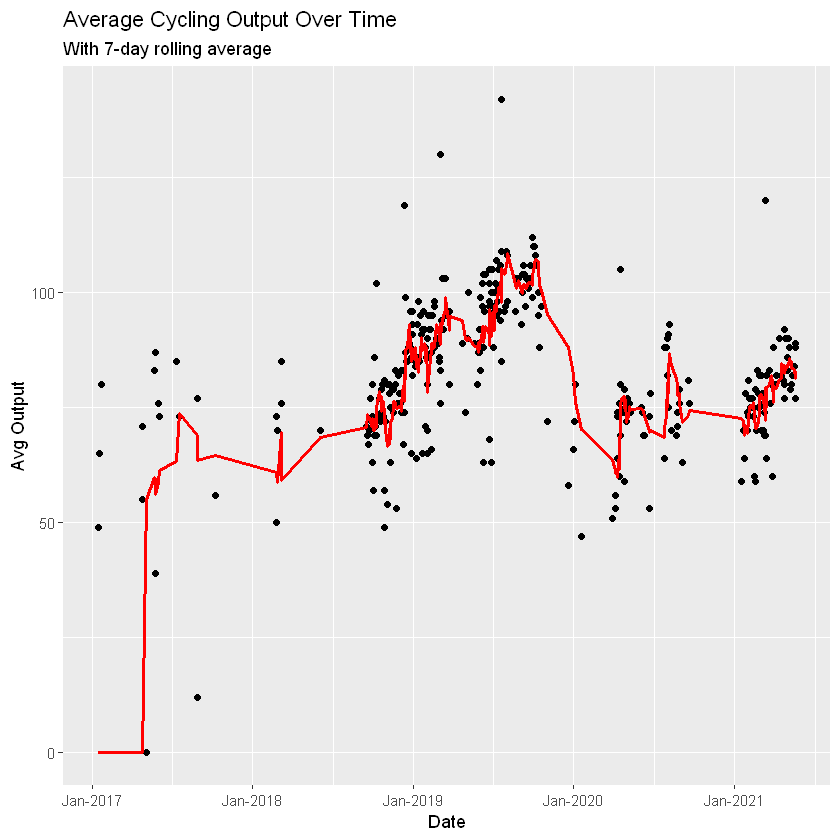 Average Cycling Output Over Time
With 7-day rolling average
Avg Output
100
50
0
Jan-2017 Jan-2018 Jan-2019 Jan-2020 Jan-2021
Date